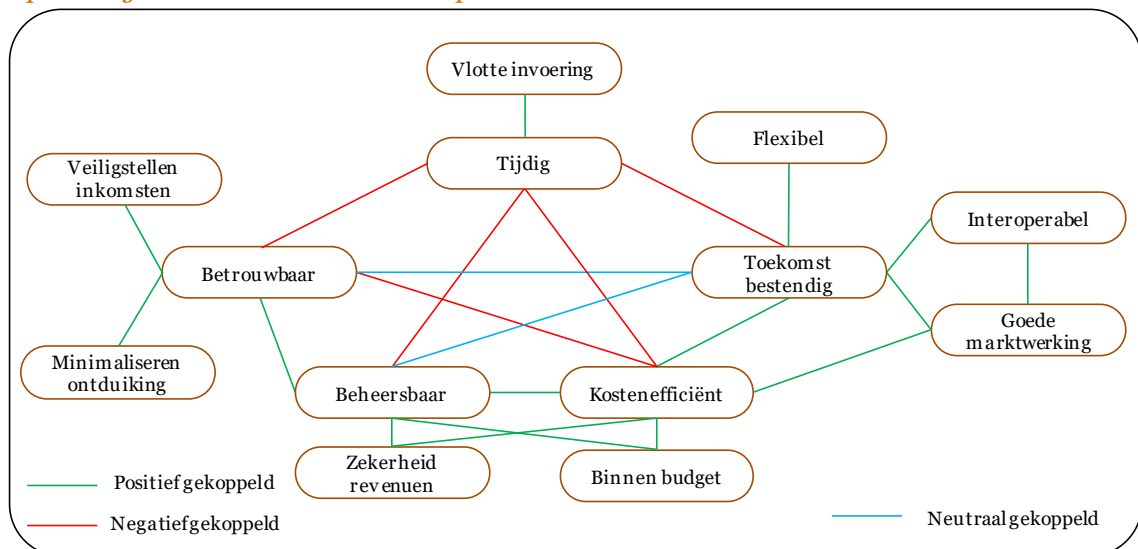 Vlotte invoering
Flexibel
Tijdig
Veiligstellen
inkomsten
Interoperabel
Betrouwbaar
Toekomst
bestendig
Goede
marktwerking
Minimaliseren
ontduiking
Beheersbaar
Kostenefficiënt
Zekerheid
revenuen
Binnen budget
Positief gekoppeld
Negatief gekoppeld
Neutraal gekoppeld